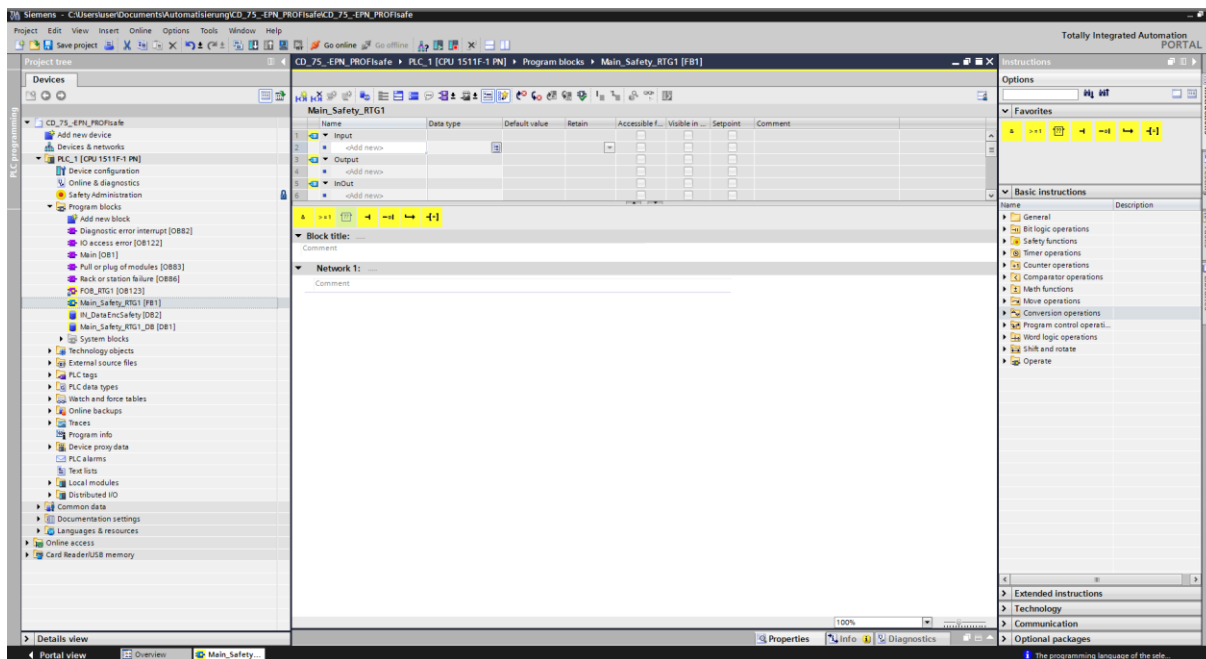 Siemens - C:\Users\user\Documents\Automatisierung\CD_75_-EPN_PROFIsafe\CD_75_-EPN_PROFIsafe
Project Edit View Insert Online Options Tools Window Help
Save project Go online Go offline
Totally Integrated Automation
PORTAL
Project tree
CD_75_-EPN_PROFIsafe PLC_1 [CPU 1511F-1 PN] Program blocks Main_Safety_RTG1 [FB1]
Instructions
Devices
Options
PLC programming
Main_Safety_RTG1
Name Data type Default value Retain Accessible f... Visible in ... Setpoint Comment
1 Input
2 <Add new>
3 Output
4 <Add new>
5 InOut
6 <Add new>
& >=1 ??
Block title: ....
Comment
Network 1: ....
Comment
CD_75_-EPN_PROFIsafe
Add new device
Devices & networks
PLC_1 [CPU 1511F-1 PN]
Device configuration
Online & diagnostics
Safety Administration
Program blocks
Add new block
Diagnostic error interrupt [OB82]
IO access error [OB122]
Main [OB1]
Pull or plug of modules [OB83]
Rack or station failure [OB86]
FOB_RTG1 [OB123]
Main_Safety_RTG1 [FB1]
IN_DataEncSafety [DB2]
Main_Safety_RTG1_DB [DB1]
System blocks
Technology objects
External source files
PLC tags
PLC data types
Watch and force tables
Online backups
Traces
Program info
Device proxy data
PLC alarms
Text lists
Local modules
Distributed I/O
Common data
Documentation settings
Languages & resources
Online access
Card Reader/USB memory
Favorites
& >=1 ??
Basic instructions
Name Description
General
Bit logic operations
Safety functions
Timer operations
Counter operations
Comparator operations
Math functions
Move operations
Conversion operations
Program control operati...
Word logic operations
Shift and rotate
Operate
Extended instructions
Technology
Communication
Optional packages
100%
Properties Info Diagnostics
Details view
Portal view Overview Main_Safety...
The programming language of the sele...